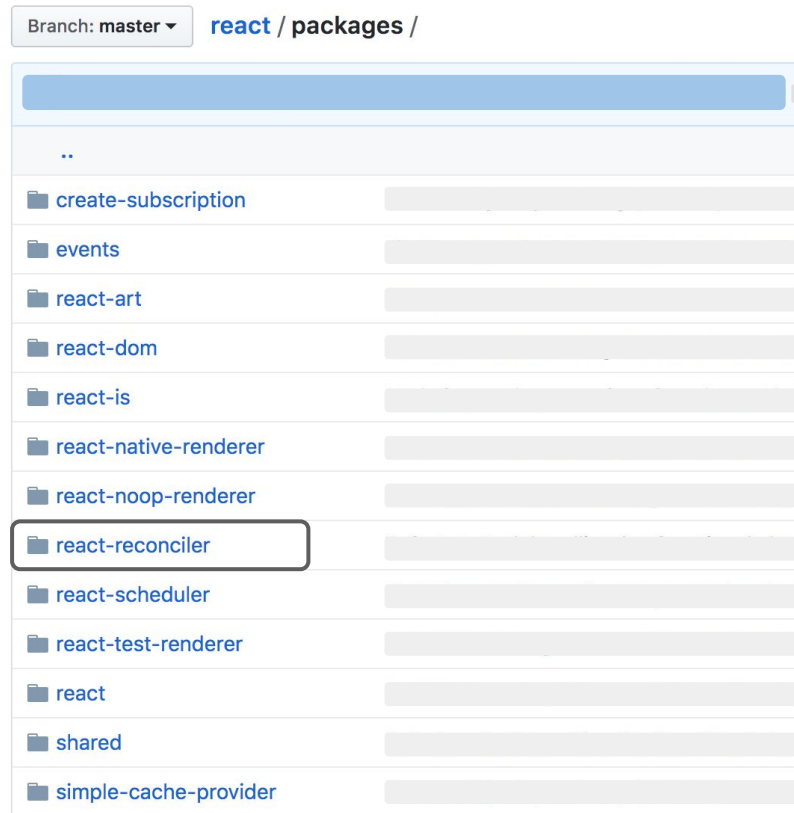 Branch: master react / packages /
..
create-subscription
events
react-art
react-dom
react-is
react-native-renderer
react-noop-renderer
react-reconciler
react-scheduler
react-test-renderer
react
shared
simple-cache-provider